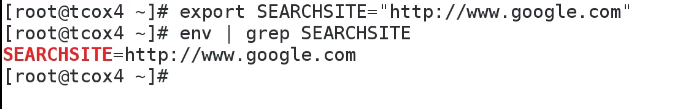 [root@tcox4 ~]# export SEARCHSITE="http://www.google.com"
[root@tcox4 ~]# env | grep SEARCHSITE
SEARCHSITE=http://www.google.com
[root@tcox4 ~]#